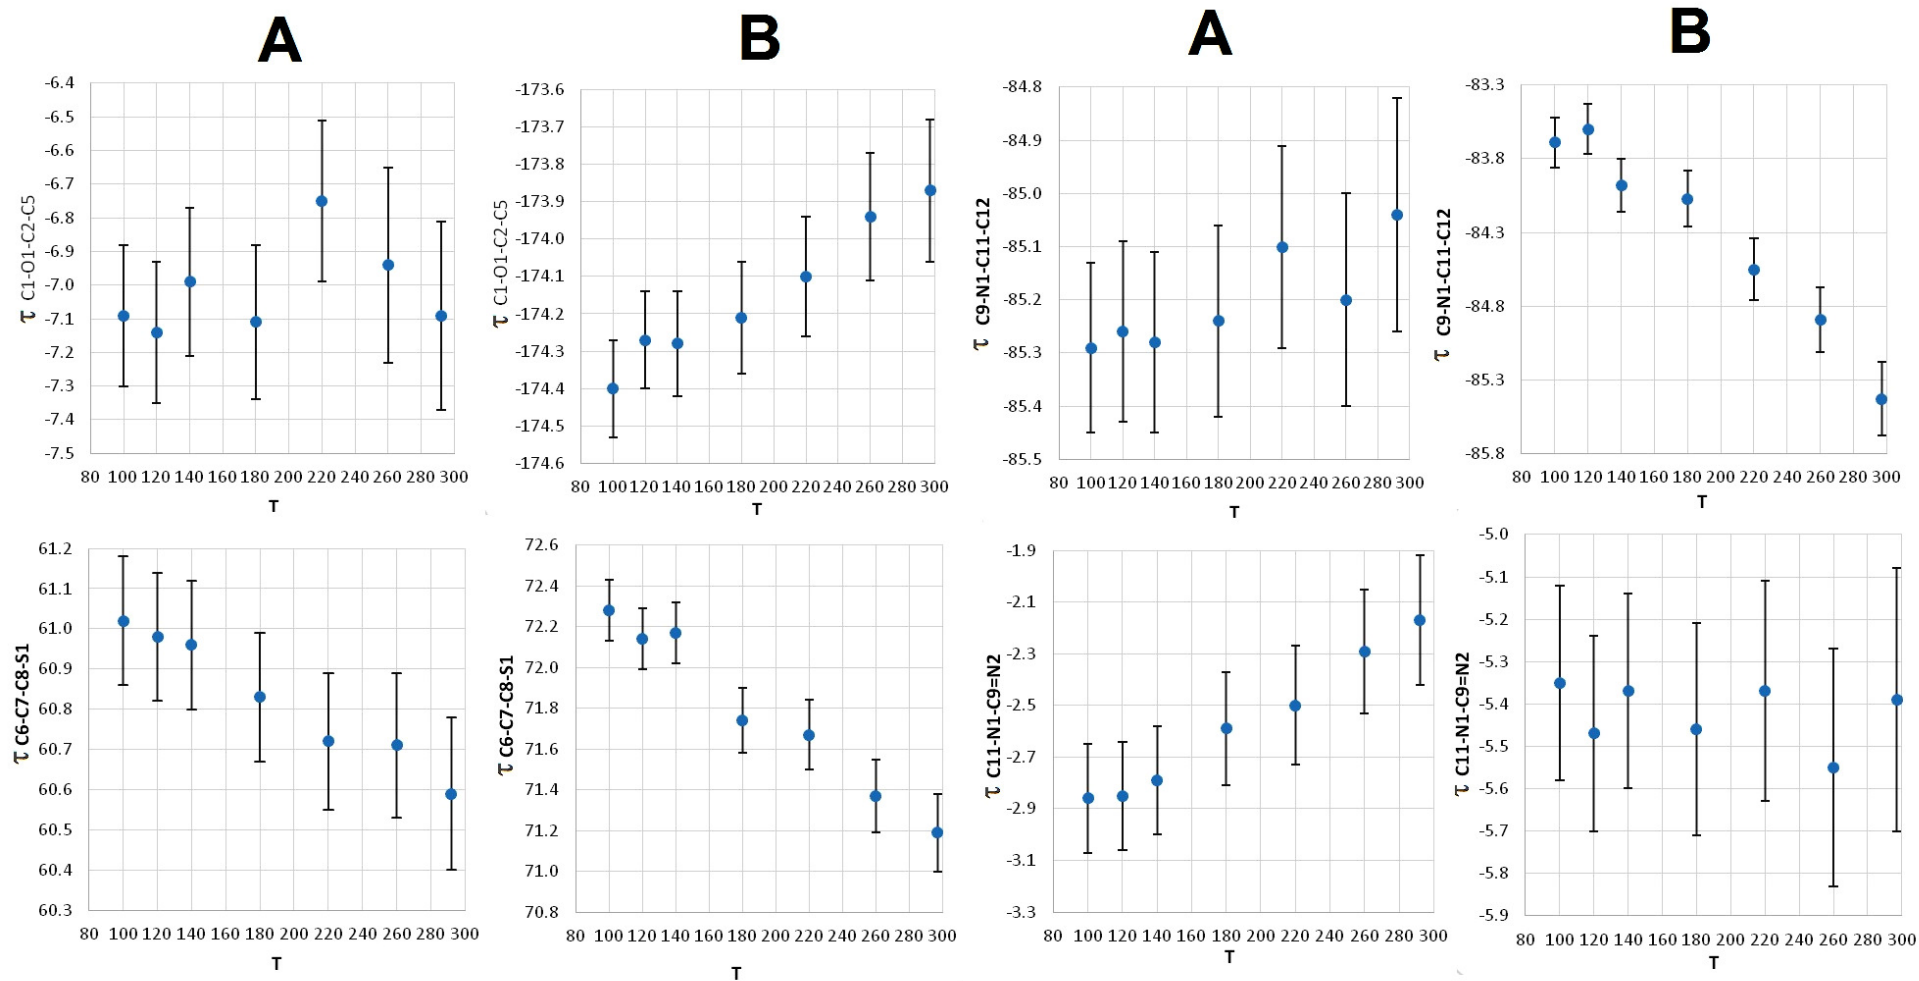 A
B
A
B
-6.4
-6.5
-6.6
-6.7
-6.8
-6.9
-7.0
-7.1
-7.2
-7.3
-7.4
-7.5
τ C1-O1-C2-C5
80 100 120 140 160 180 200 220 240 260 280 300
T
-173.6
-173.7
-173.8
-173.9
-174.0
-174.1
-174.2
-174.3
-174.4
-174.5
-174.6
τ C1-O1-C2-C5
80 100 120 140 160 180 200 220 240 260 280 300
T
-84.8
-84.9
-85.0
-85.1
-85.2
-85.3
-85.4
-85.5
τ C9-N1-C11-C12
80 100 120 140 160 180 200 220 240 260 280 300
T
-83.3
-83.8
-84.3
-84.8
-85.3
-85.8
τ C9-N1-C11-C12
80 100 120 140 160 180 200 220 240 260 280 300
T
61.2
61.1
61.0
60.9
60.8
60.7
60.6
60.5
60.4
60.3
τ C6-C7-C8-S1
80 100 120 140 160 180 200 220 240 260 280 300
T
72.6
72.4
72.2
72.0
71.8
71.6
71.4
71.2
71.0
70.8
τ C6-C7-C8-S1
80 100 120 140 160 180 200 220 240 260 280 300
T
-1.9
-2.1
-2.3
-2.5
-2.7
-2.9
-3.1
-3.3
τ C11-N1-C9=N2
80 100 120 140 160 180 200 220 240 260 280 300
T
-5.0
-5.1
-5.2
-5.3
-5.4
-5.5
-5.6
-5.7
-5.8
-5.9
τ C11-N1-C9=N2
80 100 120 140 160 180 200 220 240 260 280 300
T